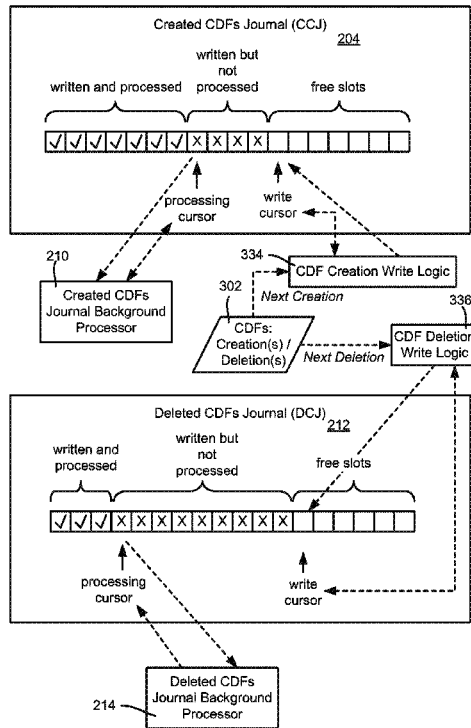 Created CDFs Journal (CCJ)
204
written but
not
processed
written and processed
free slots
X X X X
processing
cursor
write
cursor
210
Created CDFs
Journal Background
Processor
334
CDF Creation Write Logic
302
Next Creation
CDFs:
Creation(s) /
Deletion(s)
336
Next Deletion
CDF Deletion
Write Logic
Deleted CDFs Journal (DCJ)
212
written and
processed
written but
not
processed
free slots
X X X X X X X X X
processing
cursor
write
cursor
214
Deleted CDFs
Journal Background
Processor